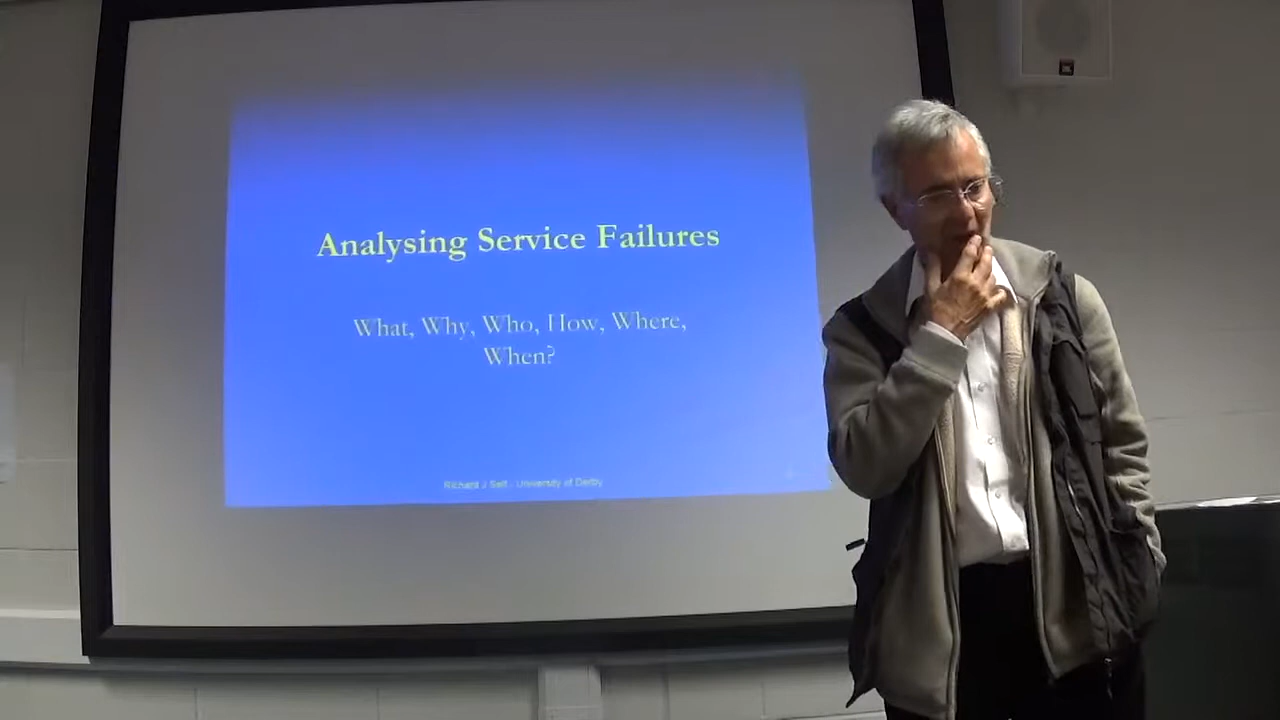 Analysing Service Failures
What, Why, Who, How, Where,
When?
Richard J Self - University of Derby